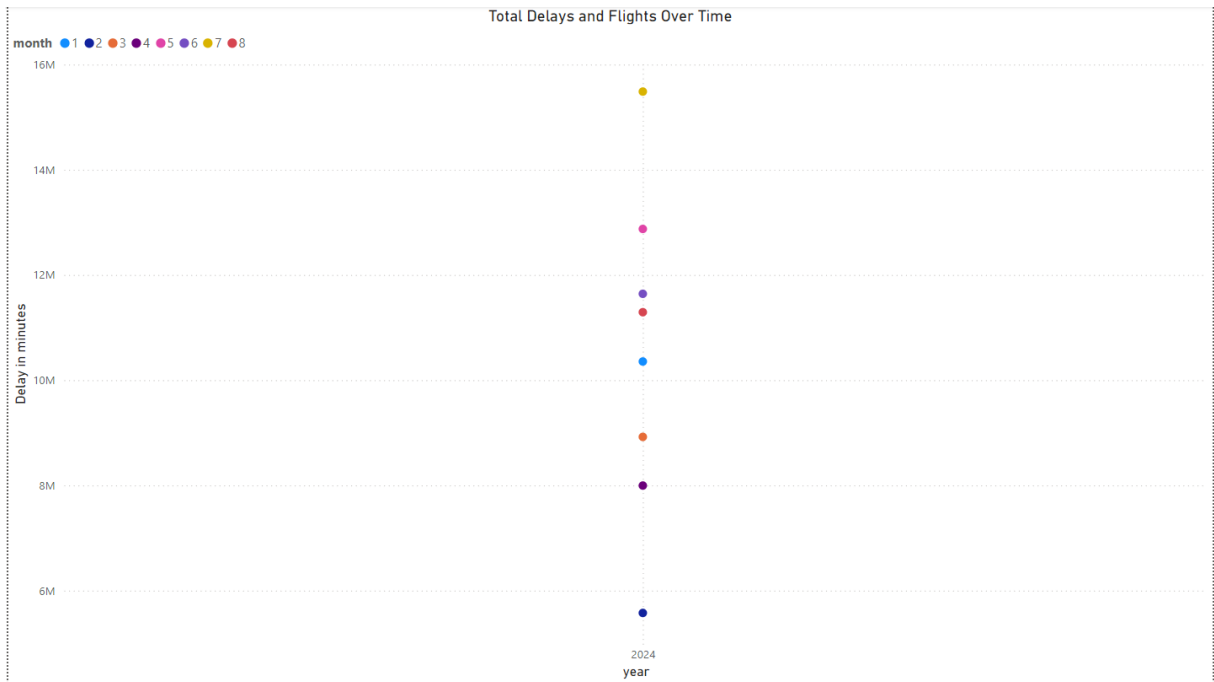 Total Delays and Flights Over Time
month 1 2 3 4 5 6 7 8
16M
14M
12M
10M
8M
6M
Delay in minutes
2024
year